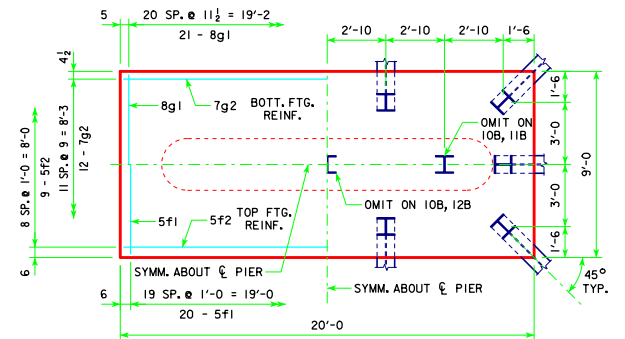 5
20 SP.@ 11½ = 19'-2
21 - 8g1
2'-10
2'-10
2'-10
1'-6
4½
8g1
7g2
BOTT. FTG.
REINF.
OMIT ON
10B, 11B
1'-6
3'-0
9'-0
3'-0
1'-6
8 SP.@ 1'-0 = 8'-0
9 - 5f2
11 SP.@ 9 = 8'-3
12 - 7g2
OMIT ON 10B, 12B
5f1
5f2
TOP FTG.
REINF.
6
SYMM. ABOUT ℄ PIER
SYMM. ABOUT ℄ PIER
45°
TYP.
6
19 SP.@ 1'-0 = 19'-0
20 - 5f1
20'-0